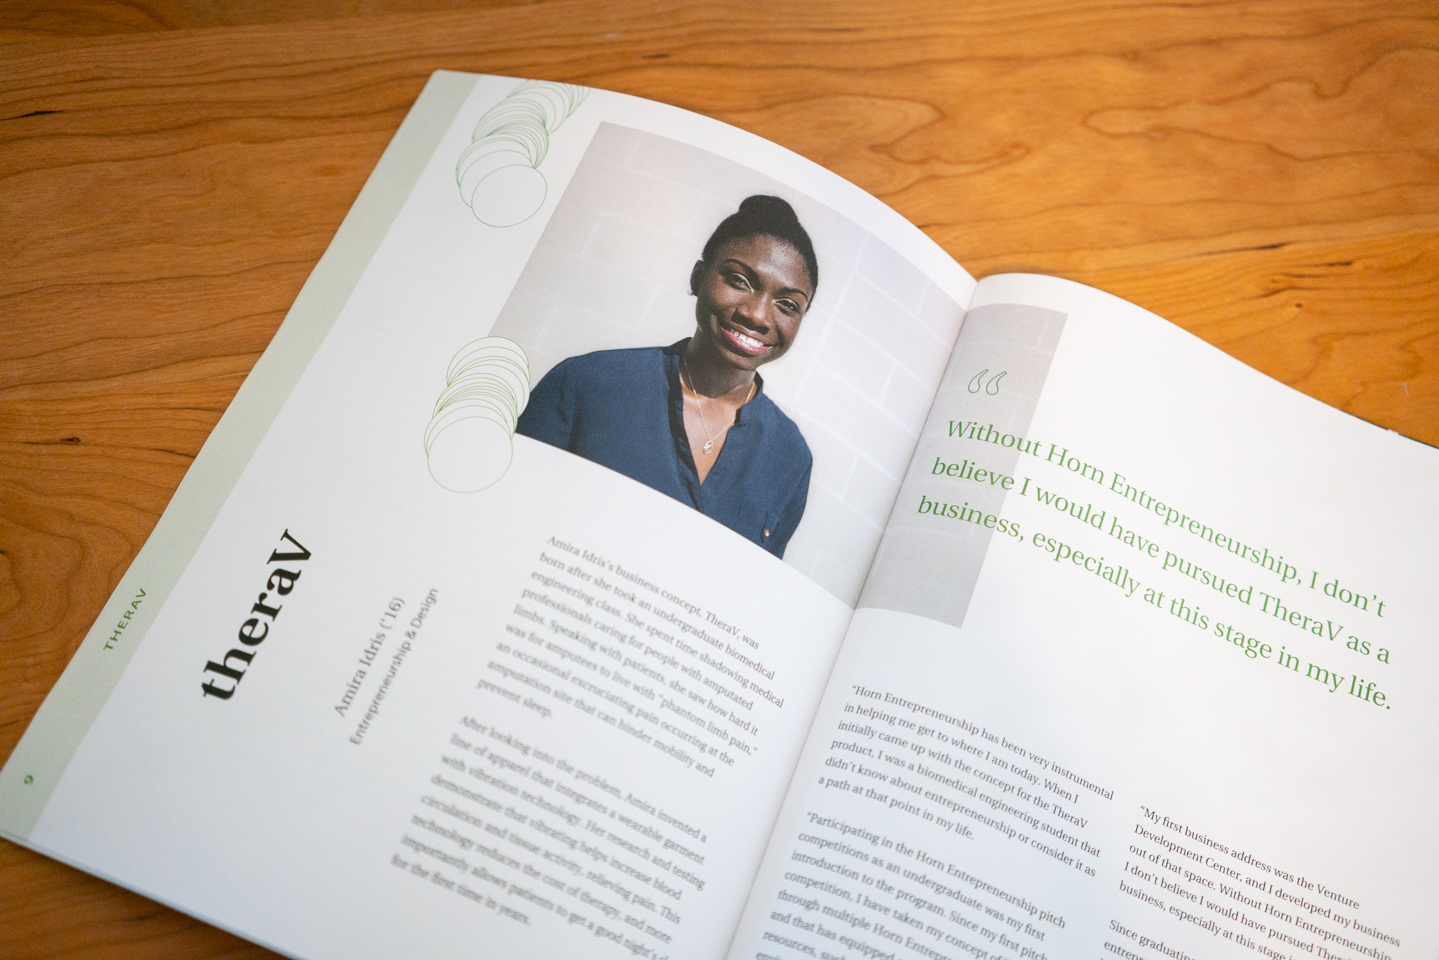 THERAV
9
theraV
Amira Idris ('16)
Entrepreneurship & Design
Amira Idris's business concept, TheraV, was
born after she took an undergraduate biomedical
engineering class. She spent time shadowing medical
professionals caring for people with amputated
limbs. Speaking with patients, she saw how hard it
was for amputees to live with "phantom limb pain,"
an occasional excruciating pain occurring at the
amputation site that can hinder mobility and
prevent sleep.
After looking into the problem, Amira invented a
line of apparel that integrates a wearable garment
with vibration technology. Her research and testing
demonstrate that vibrating helps increase blood
circulation and tissue activity, relieving pain. This
technology reduces the cost of therapy, and more
importantly allows patients to get a good night's
for the first time in years.
“
Without Horn Entrepreneurship, I don't
believe I would have pursued TheraV as a
business, especially at this stage in my life.
"Horn Entrepreneurship has been very instrumental
in helping me get to where I am today. When I
initially came up with the concept for the TheraV
product, I was a biomedical engineering student that
didn't know about entrepreneurship or consider it as
a path at that point in my life.
"Participating in the Horn Entrepreneurship pitch
competitions as an undergraduate was my first
introduction to the program. Since my first pitch
competition, I have taken my concept of
through multiple Horn
and that has equipped
resources,
"My first business address was the Venture
Development Center, and I developed my business
out of that space. Without Horn Entrepreneurship
I don't believe I would have pursued
business, especially at this stage
Since graduating